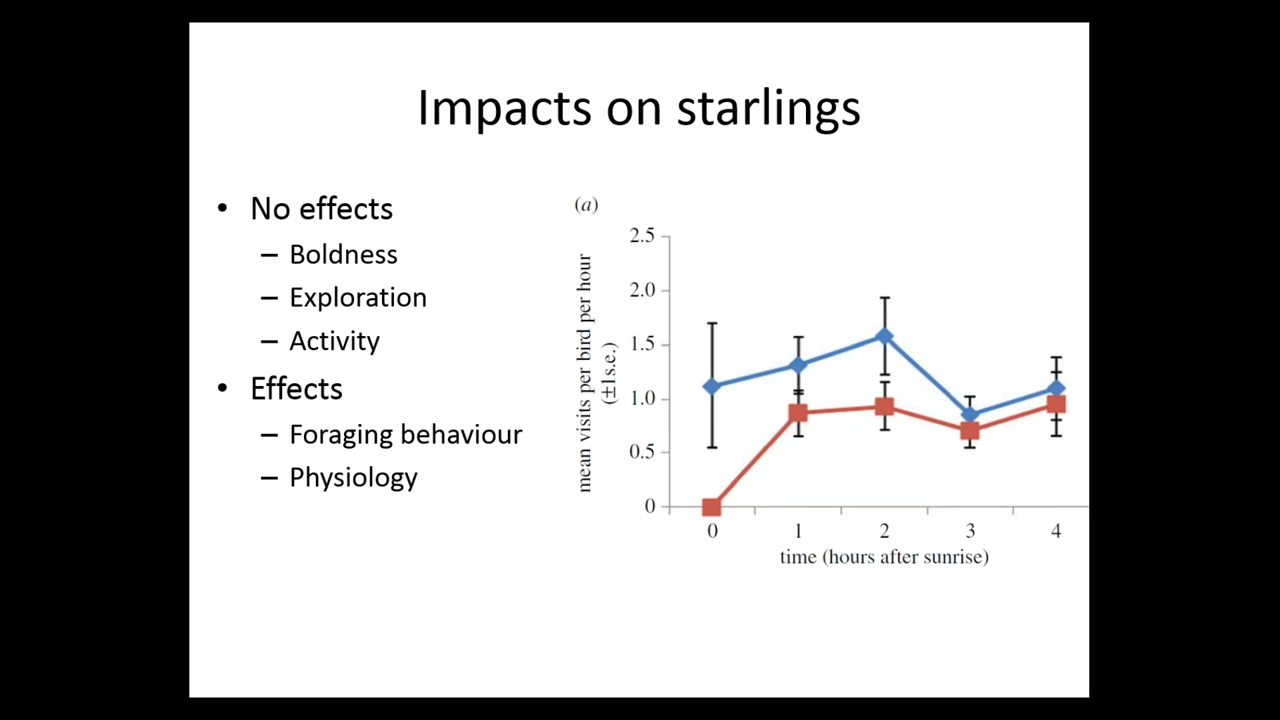 Impacts on starlings
• No effects
– Boldness
– Exploration
– Activity
• Effects
– Foraging behaviour
– Physiology
(a)
mean visits per bird per hour
(±1s.e.)
2.5
2.0
1.5
1.0
0.5
0
0 1 2 3 4
time (hours after sunrise)